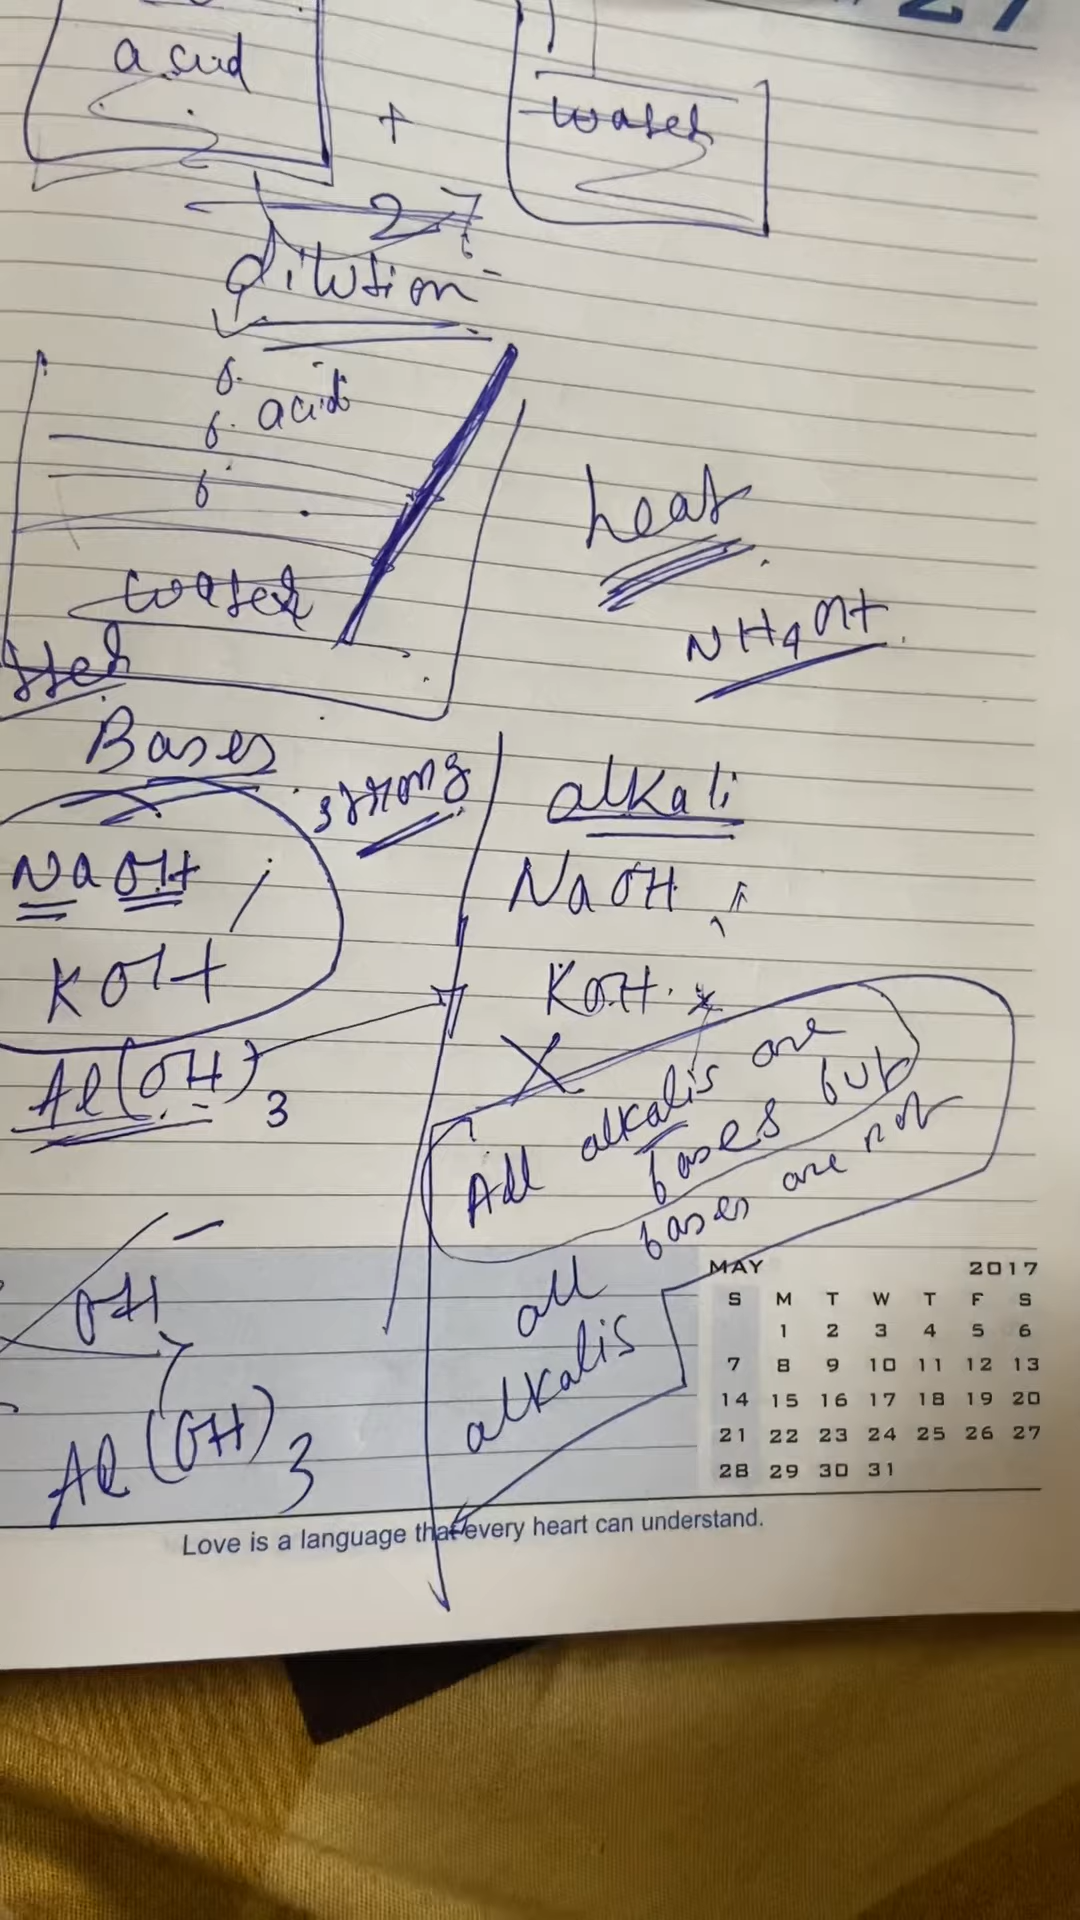 27
acid
+
water
27
dilution
acid
heat
water
NH4OH
Bases
strong
alkali
NaOH
NaOH
KOH
KOH.
Al(OH)3
All alkalis are
bases but
all bases are not
alkalis
OH
Al(OH)3
MAY 2017
S M T W T F S
1 2 3 4 5 6
7 8 9 10 11 12 13
14 15 16 17 18 19 20
21 22 23 24 25 26 27
28 29 30 31
Love is a language that every heart can understand.